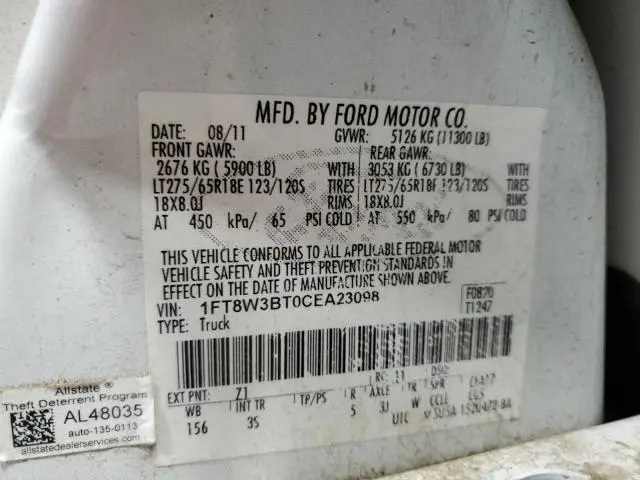 MFD. BY FORD MOTOR CO.
DATE: 08/11 GVWR: 5126 KG (11300 LB)
FRONT GAWR: REAR GAWR:
2676 KG ( 5900 LB) WITH 3053 KG ( 6730 LB) WITH
LT275/65R18E 123/120S TIRES LT275/65R18E 123/120S TIRES
18X8.0J RIMS 18X8.0J RIMS
AT 450 kPa/ 65 PSI COLD AT 550 kPa/ 80 PSI COLD
THIS VEHICLE CONFORMS TO ALL APPLICABLE FEDERAL MOTOR
VEHICLE SAFETY AND THEFT PREVENTION STANDARDS IN
EFFECT ON THE DATE OF MANUFACTURE SHOWN ABOVE.
VIN: 1FT8W3BT0CEA23098 F0820
TYPE: Truck T1247
EXT PNT: Z1 RC: 11 DSO:
WB INT TR TP/PS R AXLE TR SPR
156 3S 5 3J W
UTC
Allstate®
Theft Deterrent Program
AL48035
auto-135-0113
allstatedealerservices.com